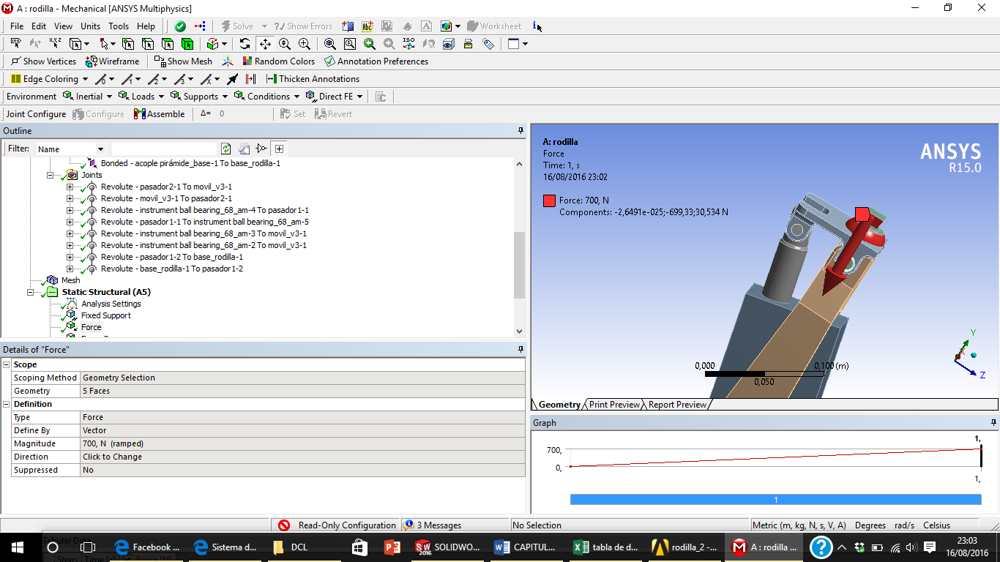 A : rodilla - Mechanical [ANSYS Multiphysics]
File Edit View Units Tools Help Solve ?/ Show Errors Worksheet
Show Vertices Wireframe Show Mesh Random Colors Annotation Preferences
Edge Coloring Thicken Annotations
Environment Inertial Loads Supports Conditions Direct FE
Joint Configure Configure Assemble Δ= 0 Set Revert
Outline
Filter: Name
Bonded - acople pirámide_base-1 To base_rodilla-1
Joints
Revolute - pasador2-1 To movil_v3-1
Revolute - movil_v3-1 To pasador2-1
Revolute - instrument ball bearing_68_am-4 To pasador1-1
Revolute - pasador1-1 To instrument ball bearing_68_am-5
Revolute - instrument ball bearing_68_am-3 To movil_v3-1
Revolute - instrument ball bearing_68_am-2 To movil_v3-1
Revolute - pasador1-2 To base_rodilla-1
Revolute - base_rodilla-1 To pasador1-2
Mesh
Static Structural (A5)
Analysis Settings
Fixed Support
Force
Details of "Force"
Scope
Scoping Method Geometry Selection
Geometry 5 Faces
Definition
Type Force
Define By Vector
Magnitude 700, N (ramped)
Direction Click to Change
Suppressed No
A: rodilla
Force
Time: 1, s
16/08/2016 23:02
Force: 700, N
Components: -2,6491e-025;-699,33;30,534 N
ANSYS
R15.0
Y
Z
0,000 0,100 (m)
0,050
Geometry Print Preview Report Preview
Graph
1,
700,
0,
1,
1
Read-Only Configuration 3 Messages No Selection Metric (m, kg, N, s, V, A) Degrees rad/s Celsius
Tabular Data
Steps Time [s] Force [N]
Facebook ... Sistema d... DCL SOLIDWO... CAPITUL... tabla de d... rodilla_2 -... A : rodilla ...
23:03
16/08/2016